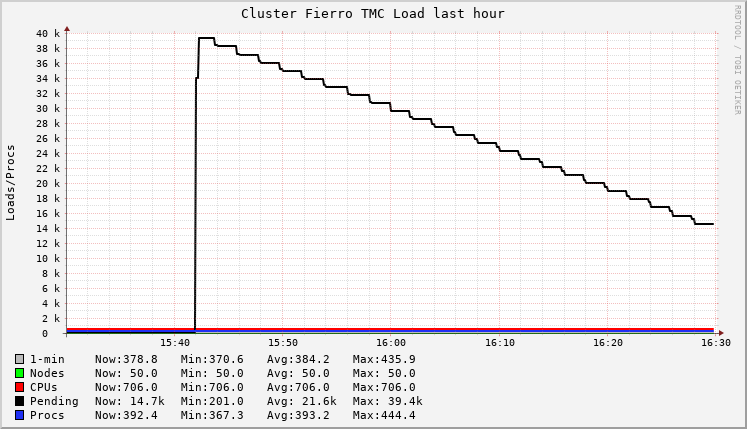 Cluster Fierro TMC Load last hour
RRDTOOL / TOBI OETIKER
Loads/Procs
40 k
38 k
36 k
34 k
32 k
30 k
28 k
26 k
24 k
22 k
20 k
18 k
16 k
14 k
12 k
10 k
8 k
6 k
4 k
2 k
0
15:40 15:50 16:00 16:10 16:20 16:30
1-min Now:378.8 Min:370.6 Avg:384.2 Max:435.9
Nodes Now: 50.0 Min: 50.0 Avg: 50.0 Max: 50.0
CPUs Now:706.0 Min:706.0 Avg:706.0 Max:706.0
Pending Now: 14.7k Min:201.0 Avg: 21.6k Max: 39.4k
Procs Now:392.4 Min:367.3 Avg:393.2 Max:444.4